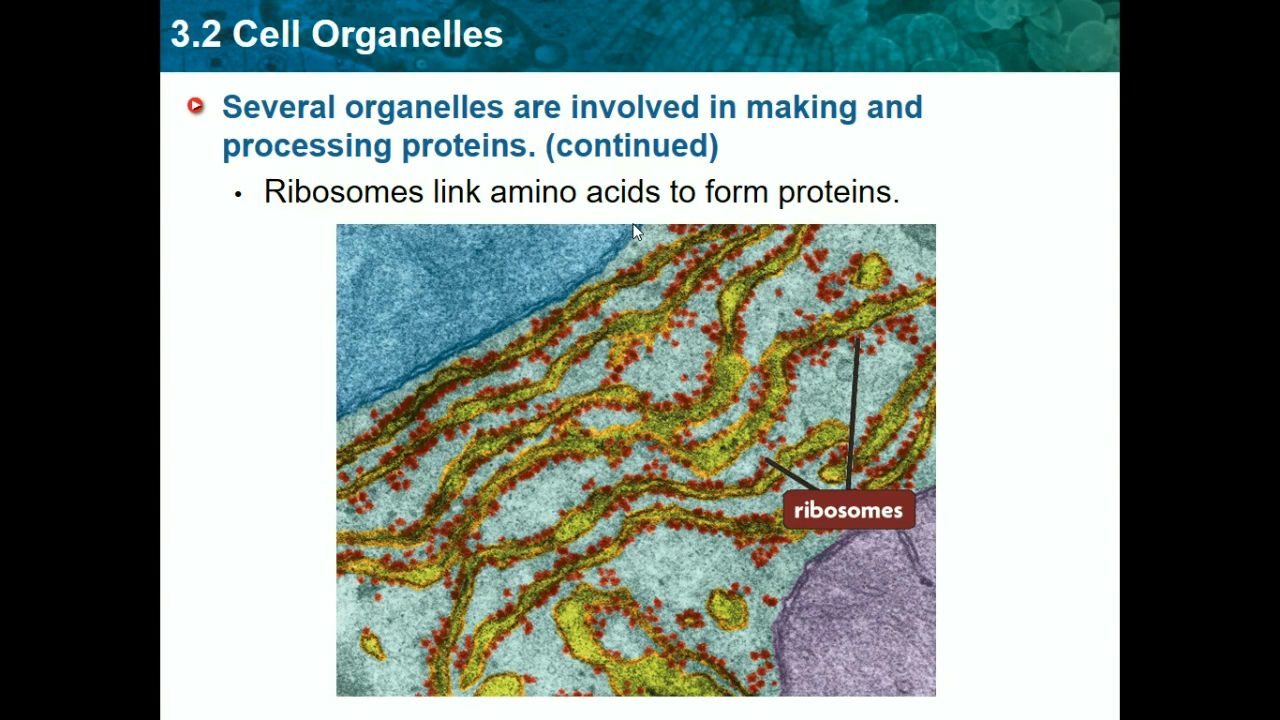 3.2 Cell Organelles
Several organelles are involved in making and
processing proteins. (continued)
• Ribosomes link amino acids to form proteins.
ribosomes